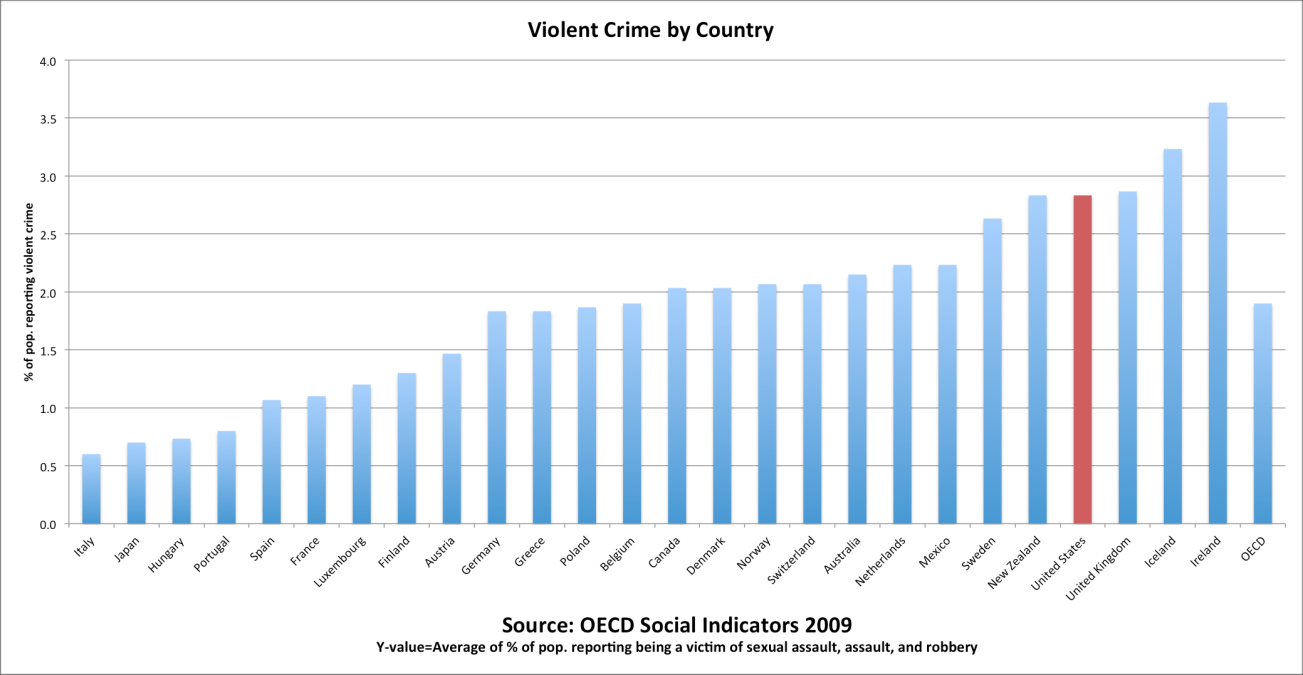 Violent Crime by Country
4.0
3.5
3.0
2.5
2.0
1.5
1.0
0.5
0.0
% of pop. reporting violent crime
Italy
Japan
Hungary
Portugal
Spain
France
Luxembourg
Finland
Austria
Germany
Greece
Poland
Belgium
Canada
Denmark
Norway
Switzerland
Australia
Netherlands
Mexico
Sweden
New Zealand
United States
United Kingdom
Iceland
Ireland
OECD
Source: OECD Social Indicators 2009
Y-value=Average of % of pop. reporting being a victim of sexual assault, assault, and robbery